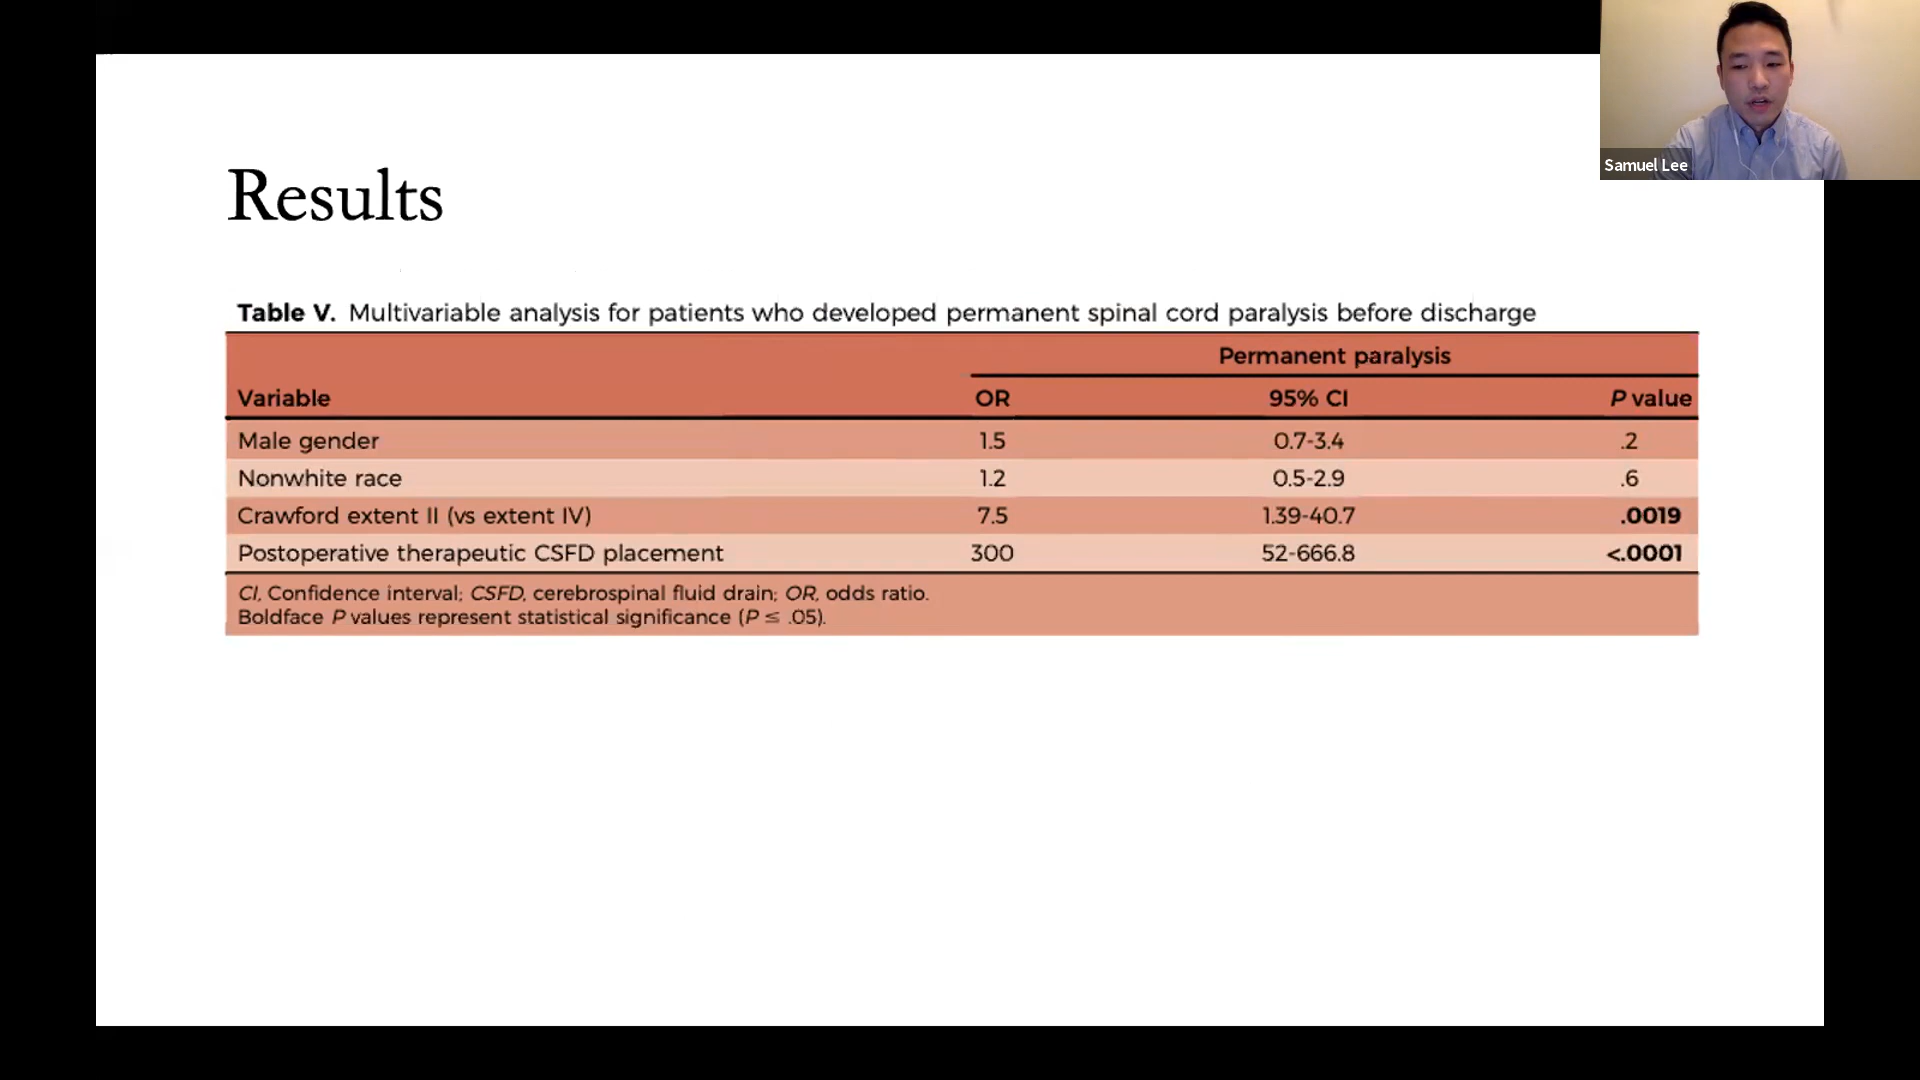 Samuel Lee
Results
Table V. Multivariable analysis for patients who developed permanent spinal cord paralysis before discharge
Permanent paralysis
Variable OR 95% CI P value
Male gender 1.5 0.7-3.4 .2
Nonwhite race 1.2 0.5-2.9 .6
Crawford extent II (vs extent IV) 7.5 1.39-40.7 .0019
Postoperative therapeutic CSFD placement 300 52-666.8 <.0001
CI, Confidence interval; CSFD, cerebrospinal fluid drain; OR, odds ratio.
Boldface P values represent statistical significance (P ≤ .05).